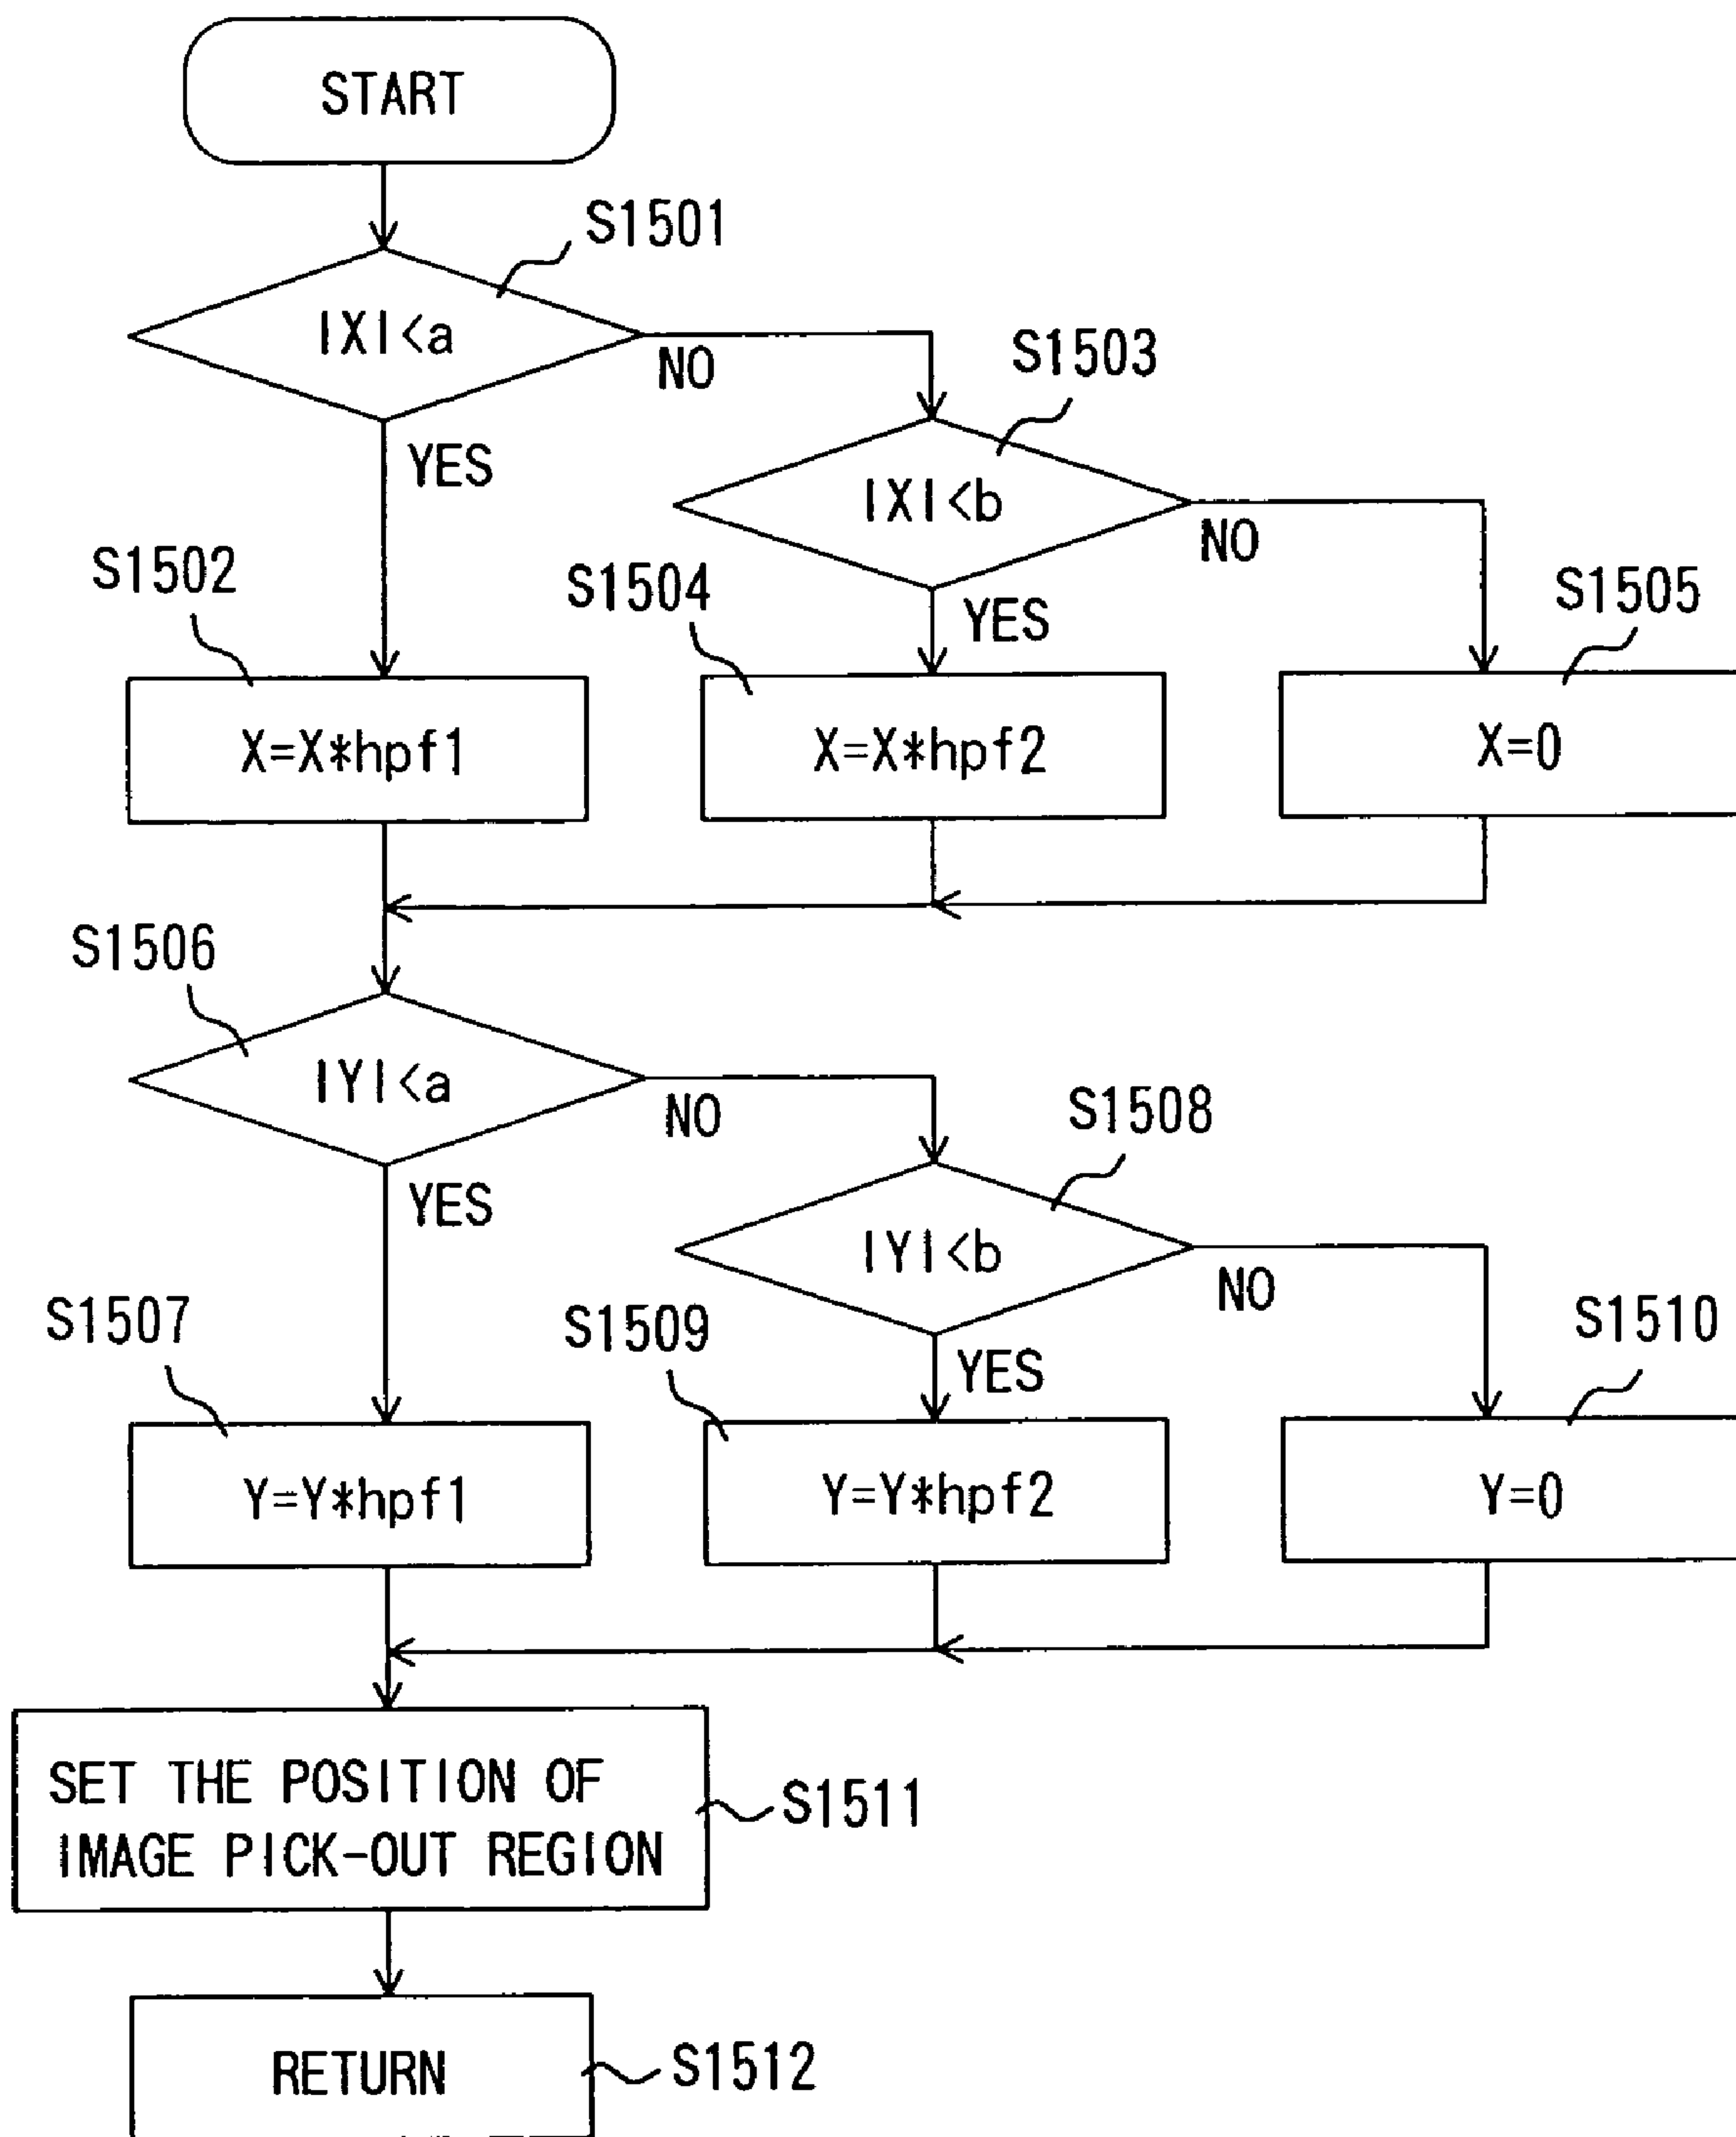 START
S1501
|X|<a
NO
S1503
YES
|X|<b
NO
S1502
S1504
YES
S1505
X=X*hpf1
X=X*hpf2
X=0
S1506
|Y|<a
NO
S1508
YES
|Y|<b
NO
S1507
S1509
YES
S1510
Y=Y*hpf1
Y=Y*hpf2
Y=0
SET THE POSITION OF
IMAGE PICK-OUT REGION
S1511
RETURN
S1512